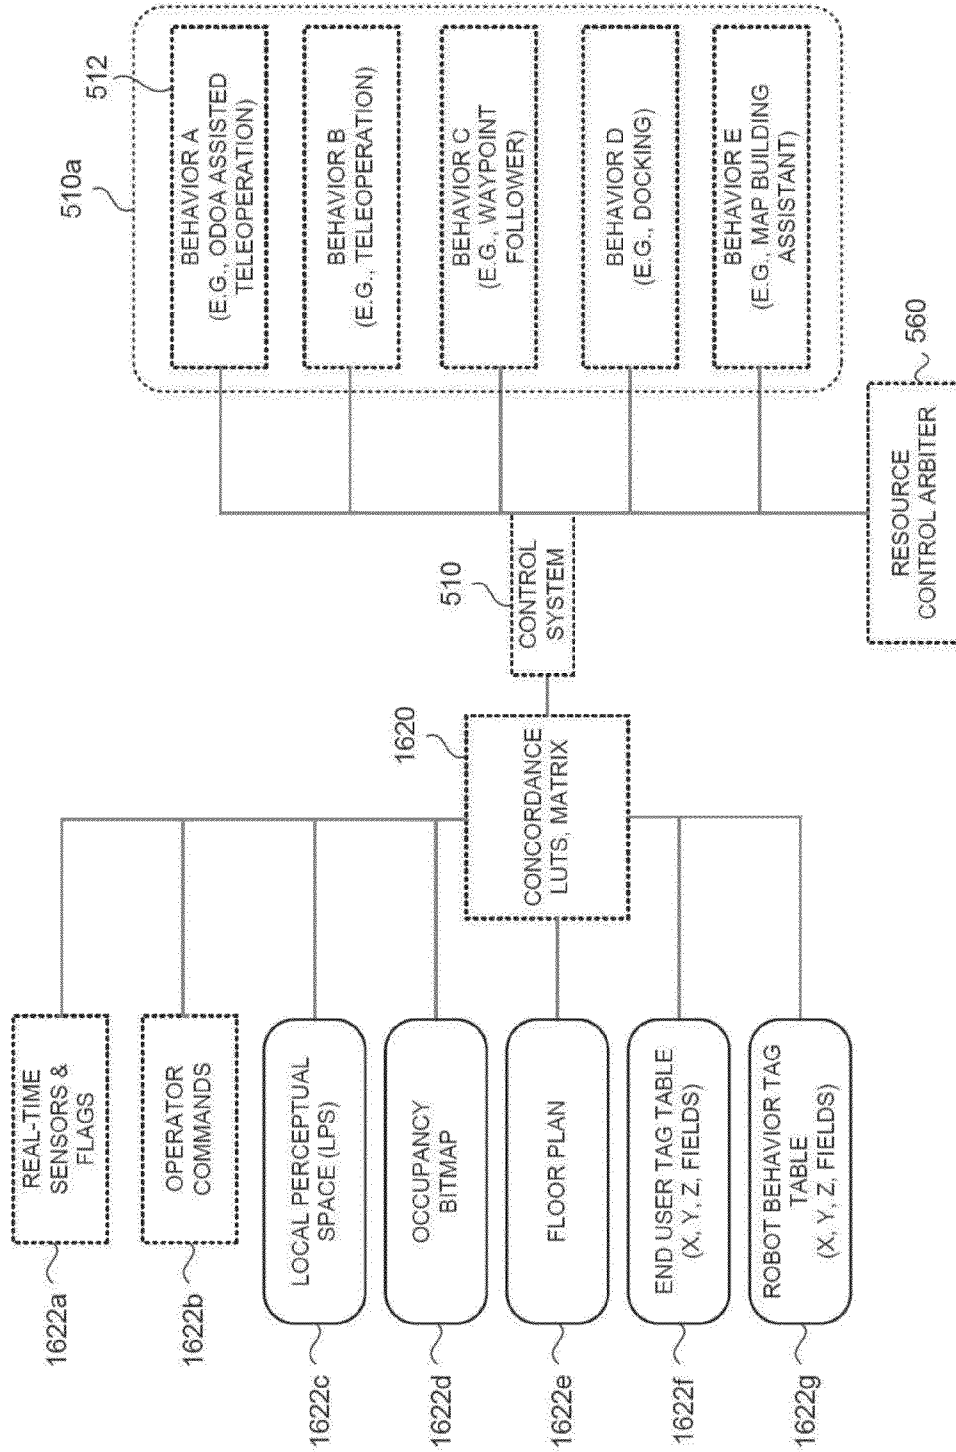 1622a
REAL-TIME
SENSORS &
FLAGS
1622b
OPERATOR
COMMANDS
1622c
LOCAL PERCEPTUAL
SPACE (LPS)
1622d
OCCUPANCY
BITMAP
1622e
FLOOR PLAN
1622f
END USER TAG TABLE
(X, Y, Z, FIELDS)
1622g
ROBOT BEHAVIOR TAG
TABLE
(X, Y, Z, FIELDS)
1620
CONCORDANCE
LUTS, MATRIX
510
CONTROL
SYSTEM
510a
512
BEHAVIOR A
(E.G., ODOA ASSISTED
TELEOPERATION)
BEHAVIOR B
(E.G., TELEOPERATION)
BEHAVIOR C
(E.G., WAYPOINT
FOLLOWER)
BEHAVIOR D
(E.G., DOCKING)
BEHAVIOR E
(E.G., MAP BUILDING
ASSISTANT)
560
RESOURCE
CONTROL ARBITER